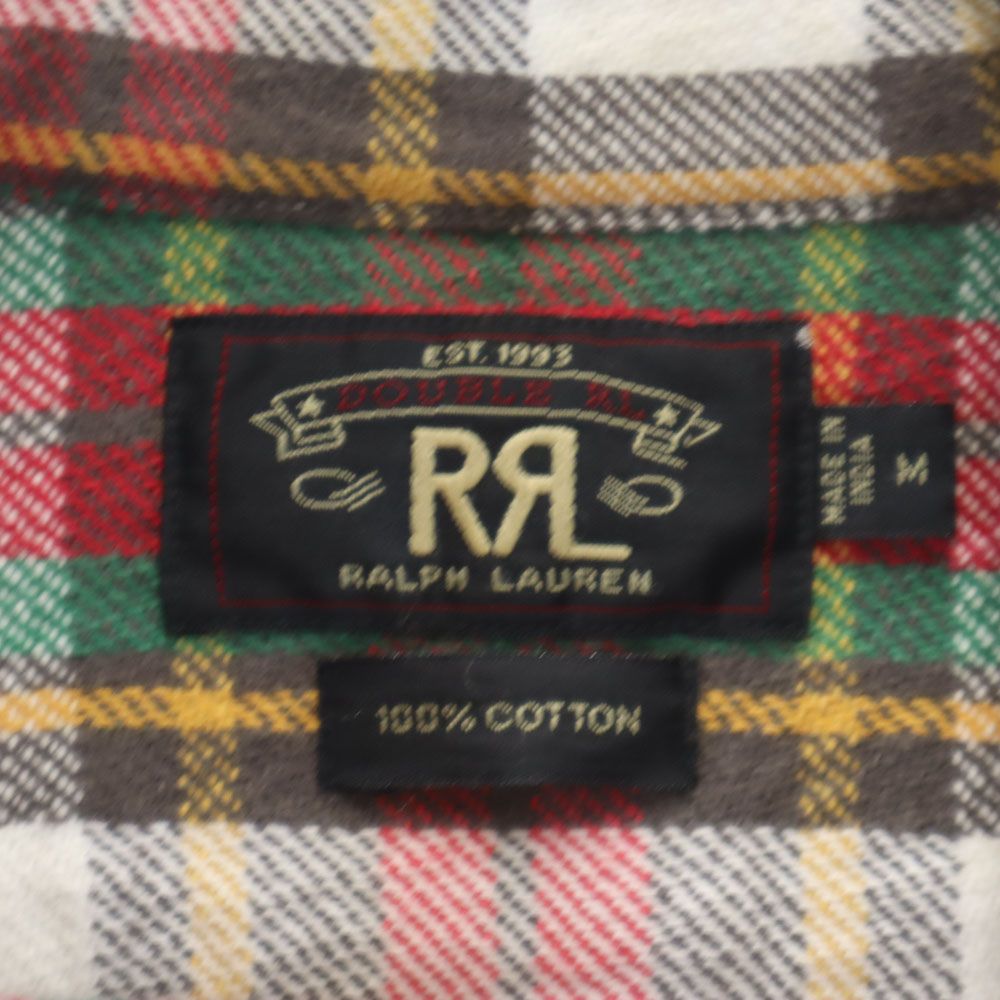 EST. 1993
DOUBLE RL
RRL
RALPH LAUREN
MADE IN
INDIA
M
100% COTTON